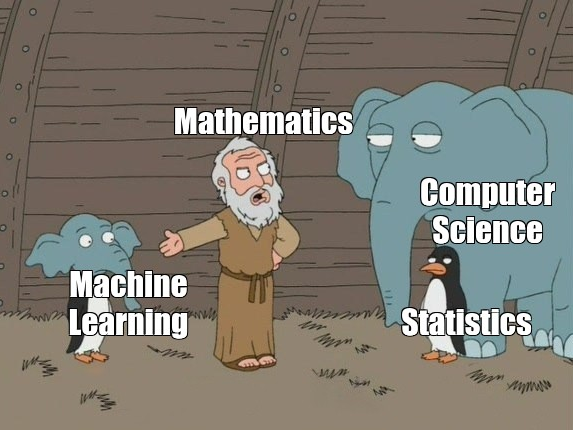 Mathematics
Computer
Science
Machine
Learning
Statistics